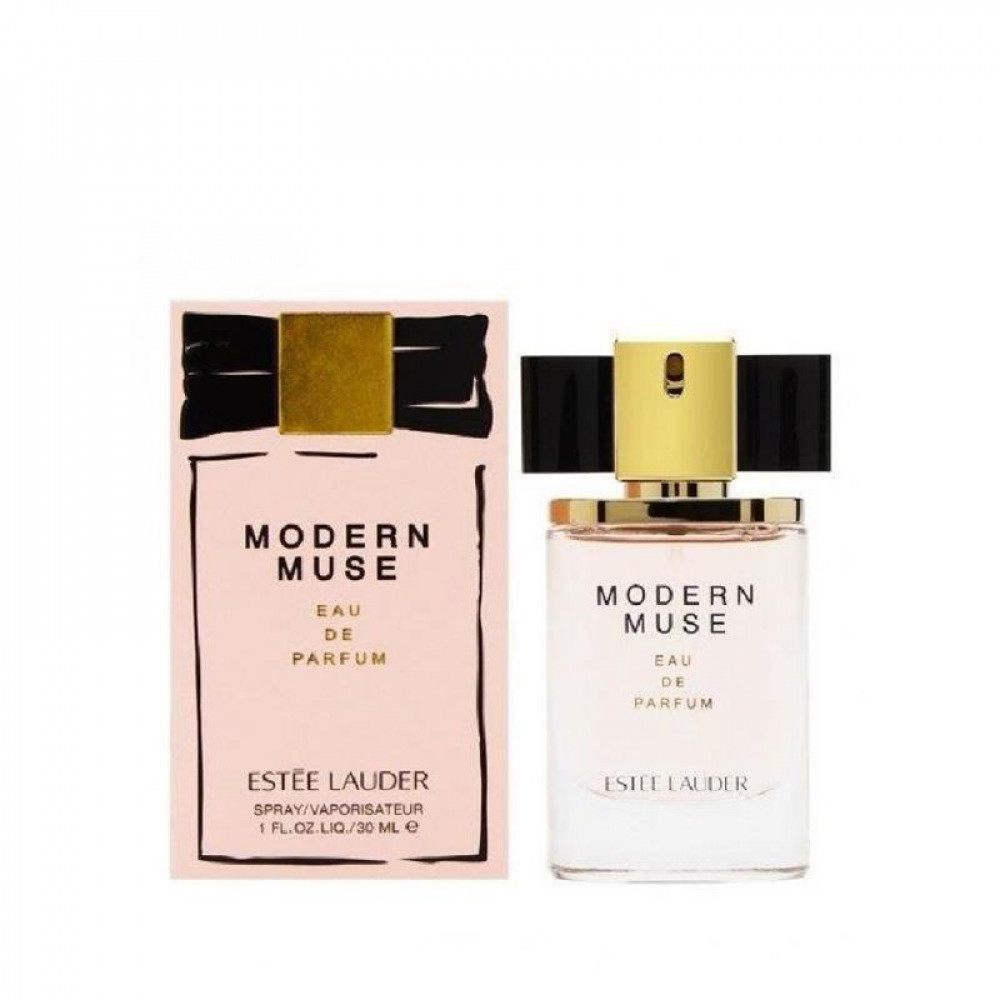 MODERN
MUSE
EAU
DE
PARFUM
ESTĒE LAUDER
SPRAY/VAPORISATEUR
1 FL.OZ.LIQ./30 ML ℮
MODERN
MUSE
EAU
DE
PARFUM
ESTĒE LAUDER